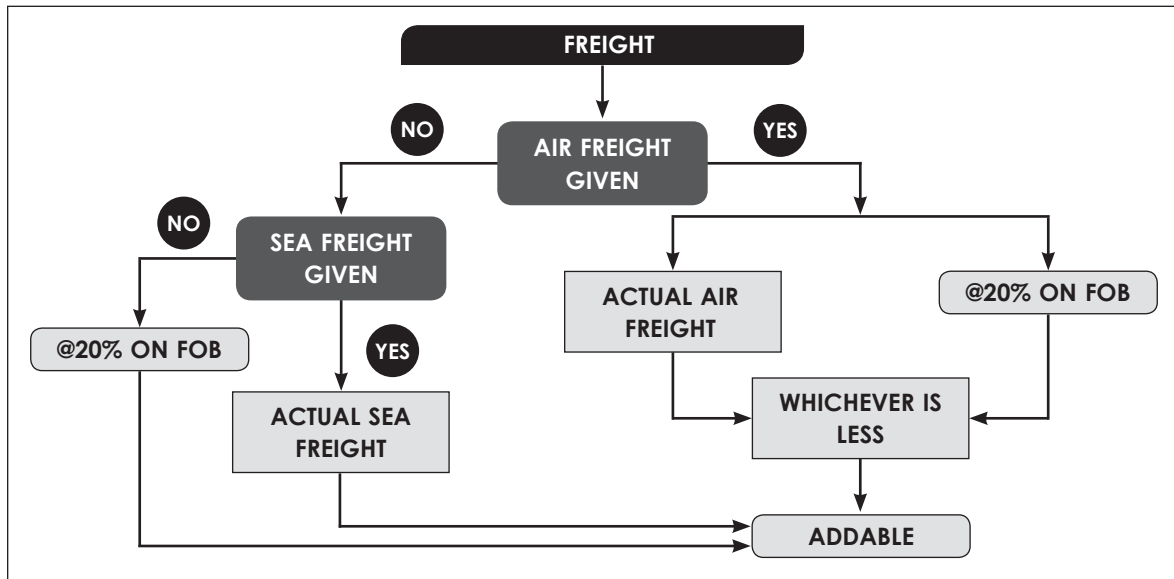 FREIGHT
NO
YES
AIR FREIGHT
GIVEN
NO
SEA FREIGHT
GIVEN
ACTUAL AIR
FREIGHT
@20% ON FOB
@20% ON FOB
YES
ACTUAL SEA
FREIGHT
WHICHEVER IS
LESS
ADDABLE